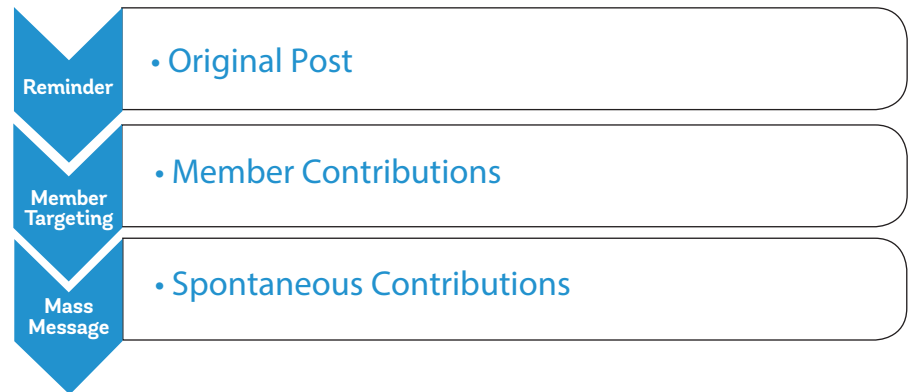 Reminder
• Original Post
Member
Targeting
• Member Contributions
Mass
Message
• Spontaneous Contributions